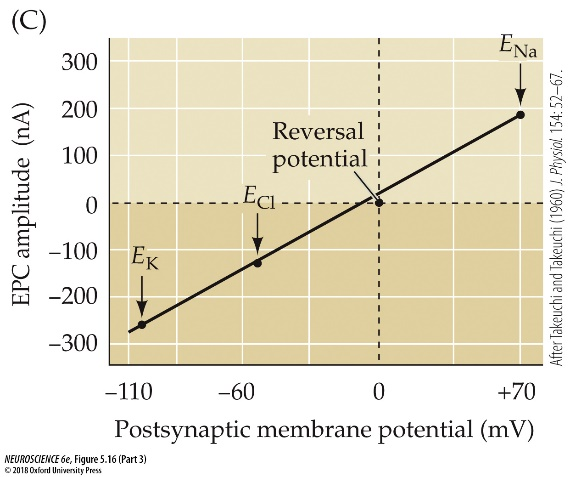 (C)
300
200
100
0
–100
–200
–300
EPC amplitude (nA)
E_Na
Reversal
potential
E_Cl
E_K
–110
–60
0
+70
Postsynaptic membrane potential (mV)
After Takeuchi and Takeuchi (1960) J. Physiol. 154: 52–67.
NEUROSCIENCE 6e, Figure 5.16 (Part 3)
© 2018 Oxford University Press